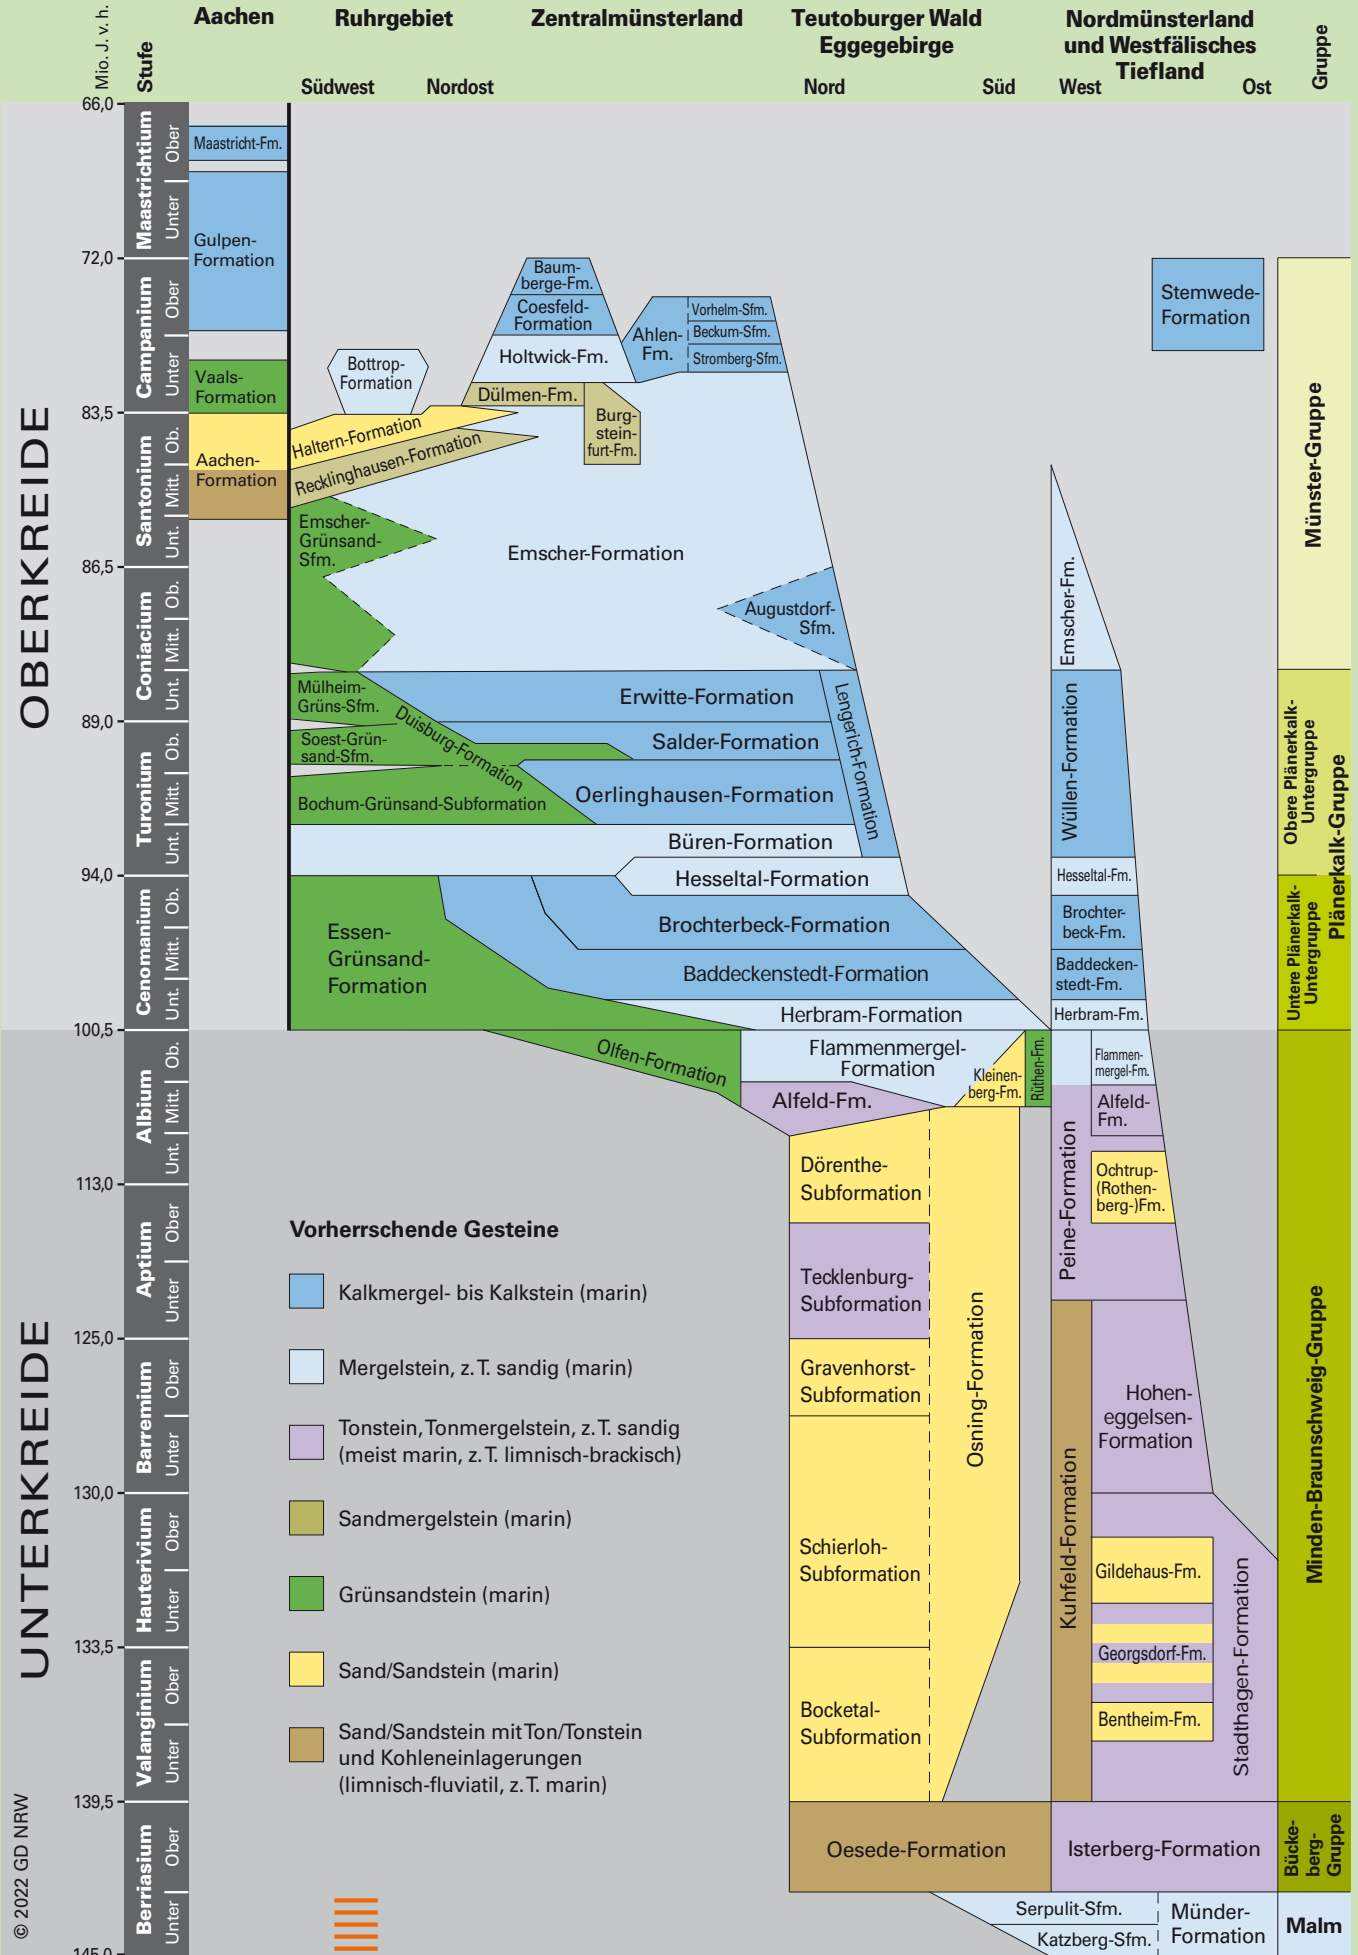 Mio. J. v. h.
Stufe
Aachen
Ruhrgebiet
Zentralmünsterland
Teutoburger Wald
Eggegebirge
Nordmünsterland
und Westfälisches
Tiefland
Gruppe
Südwest
Nordost
Nord
Süd
West
Ost
OBERKREIDE
UNTERKREIDE
© 2022 GD NRW
66,0
72,0
83,5
86,5
89,0
94,0
100,5
113,0
125,0
130,0
133,5
139,5
145,0
Maastrichtium
Ober
Unter
Campanium
Ober
Unter
Santonium
Ob.
Mitt.
Unt.
Coniacium
Ob.
Mitt.
Unt.
Turonium
Ob.
Mitt.
Unt.
Cenomanium
Ob.
Mitt.
Unt.
Albium
Ob.
Mitt.
Unt.
Aptium
Ober
Unter
Barremium
Ober
Unter
Hauterivium
Ober
Unter
Valanginium
Ober
Unter
Berriasium
Ober
Unter
Maastricht-Fm.
Gulpen-
Formation
Vaals-
Formation
Aachen-
Formation
Bottrop-
Formation
Haltern-Formation
Recklinghausen-Formation
Emscher-
Grünsand-
Sfm.
Mülheim-
Grüns-Sfm.
Soest-Grün-
sand-Sfm.
Duisburg-Formation
Bochum-Grünsand-Subformation
Essen-
Grünsand-
Formation
Baum-
berge-Fm.
Coesfeld-
Formation
Holtwick-Fm.
Dülmen-Fm.
Burg-
stein-
furt-Fm.
Ahlen-
Fm.
Vorhelm-Sfm.
Beckum-Sfm.
Stromberg-Sfm.
Emscher-Formation
Augustdorf-
Sfm.
Erwitte-Formation
Salder-Formation
Oerlinghausen-Formation
Lengerich-Formation
Büren-Formation
Hesseltal-Formation
Brochterbeck-Formation
Baddeckenstedt-Formation
Herbram-Formation
Olfen-Formation
Flammenmergel-
Formation
Kleinen-
berg-Fm.
Rüthen-Fm.
Alfeld-Fm.
Dörenthe-
Subformation
Tecklenburg-
Subformation
Gravenhorst-
Subformation
Schierloh-
Subformation
Bocketal-
Subformation
Osning-Formation
Oesede-Formation
Stemwede-
Formation
Emscher-Fm.
Wüllen-Formation
Hesseltal-Fm.
Brochter-
beck-Fm.
Baddecken-
stedt-Fm.
Herbram-Fm.
Flammen-
mergel-Fm.
Alfeld-
Fm.
Peine-Formation
Ochtrup-
(Rothen-
berg-)Fm.
Kuhfeld-Formation
Hohen-
eggelsen-
Formation
Gildehaus-Fm.
Georgsdorf-Fm.
Bentheim-Fm.
Stadthagen-Formation
Isterberg-Formation
Serpulit-Sfm.
Katzberg-Sfm.
Münder-
Formation
Münster-Gruppe
Obere Plänerkalk-
Untergruppe
Untere Plänerkalk-
Untergruppe
Plänerkalk-Gruppe
Minden-Braunschweig-Gruppe
Bücke-
berg-
Gruppe
Malm
Vorherrschende Gesteine
Kalkmergel- bis Kalkstein (marin)
Mergelstein, z. T. sandig (marin)
Tonstein, Tonmergelstein, z. T. sandig
(meist marin, z. T. limnisch-brackisch)
Sandmergelstein (marin)
Grünsandstein (marin)
Sand/Sandstein (marin)
Sand/Sandstein mit Ton/Tonstein
und Kohleneinlagerungen
(limnisch-fluviatil, z. T. marin)